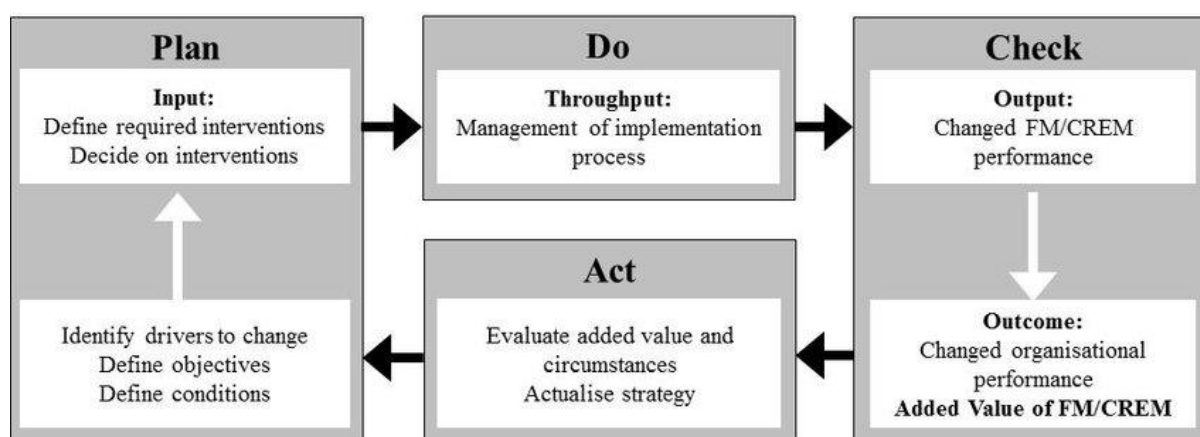 Plan
Input:
Define required interventions
Decide on interventions
Identify drivers to change
Define objectives
Define conditions
Do
Throughput:
Management of implementation
process
Check
Output:
Changed FM/CREM
performance
Outcome:
Changed organisational
performance
Added Value of FM/CREM
Act
Evaluate added value and
circumstances
Actualise strategy